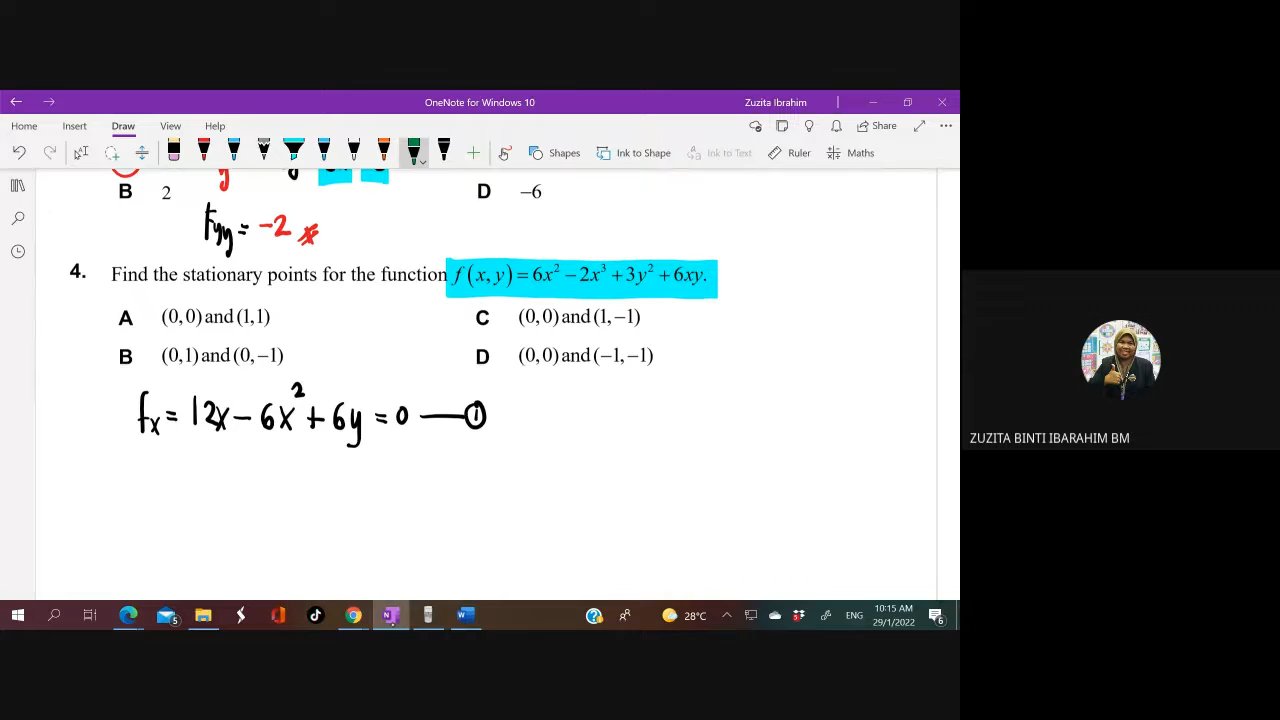 OneNote for Windows 10
Zuzita Ibrahim
Home Insert Draw View Help
Share
Shapes Ink to Shape Ink to Text Ruler Maths
B 2 D −6
Fyy = −2
4. Find the stationary points for the function f(x, y) = 6x² − 2x³ + 3y² + 6xy.
A (0,0) and (1,1) C (0,0) and (1,−1)
B (0,1) and (0,−1) D (0,0) and (−1,−1)
fx = 12x − 6x² + 6y = 0 — ①
ZUZITA BINTI IBARAHIM BM
5
28°C
5
ENG
10:15 AM
29/1/2022
6